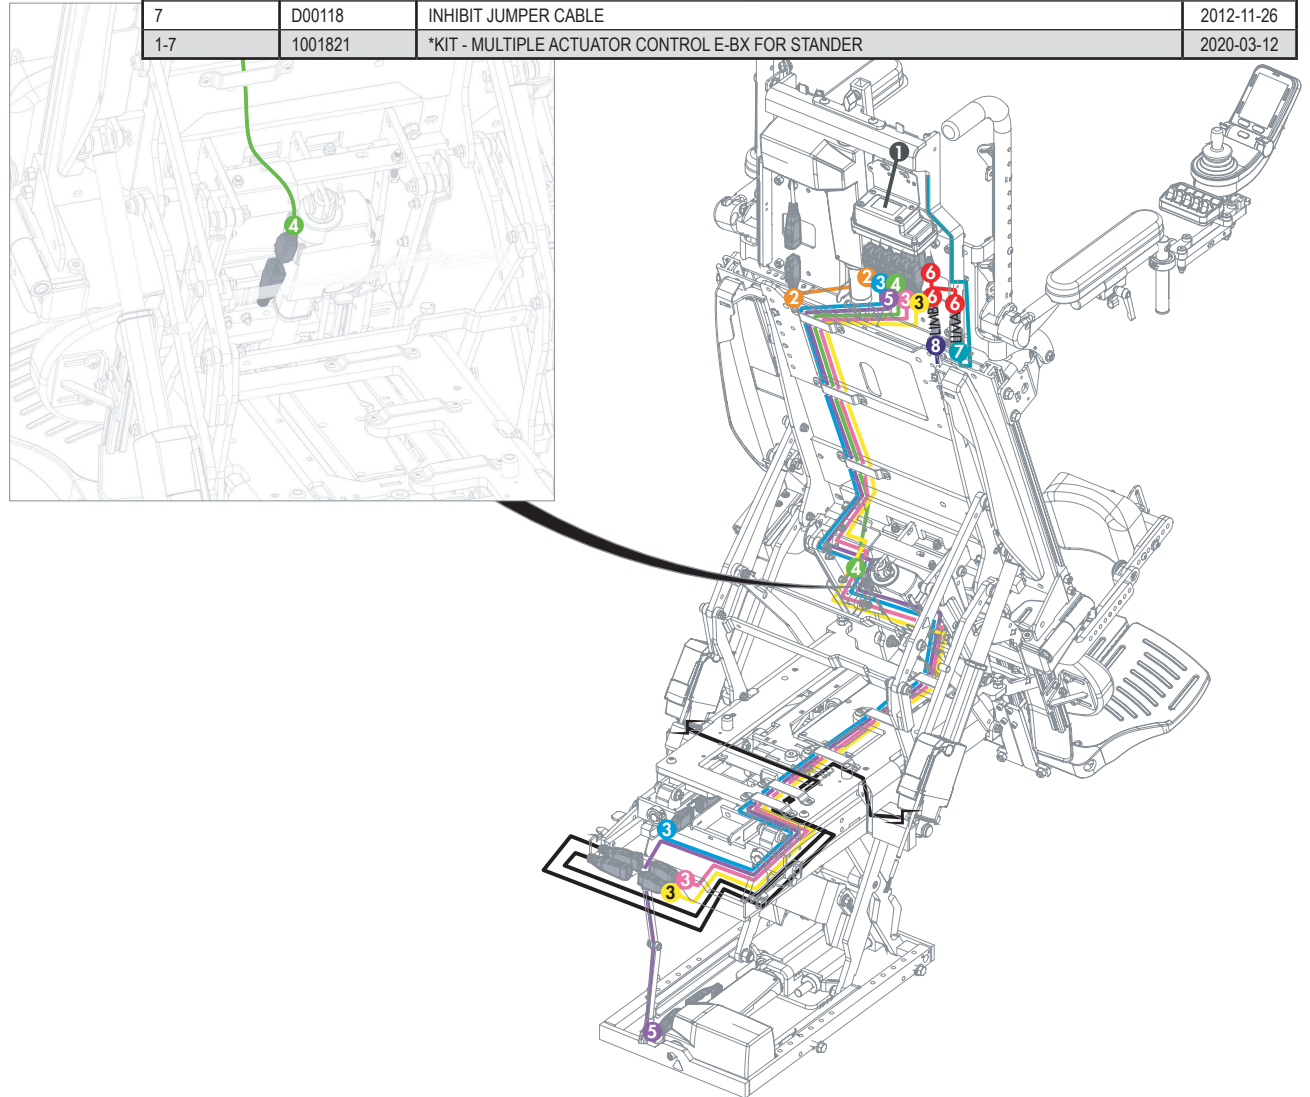 7 D00118 INHIBIT JUMPER CABLE 2012-11-26
1-7 1001821 *KIT - MULTIPLE ACTUATOR CONTROL E-BX FOR STANDER 2020-03-12
1
4
2 3 4 6
2 5 3 3 6 6
LIMB
LIMA
8 7
4
3
3
3
5